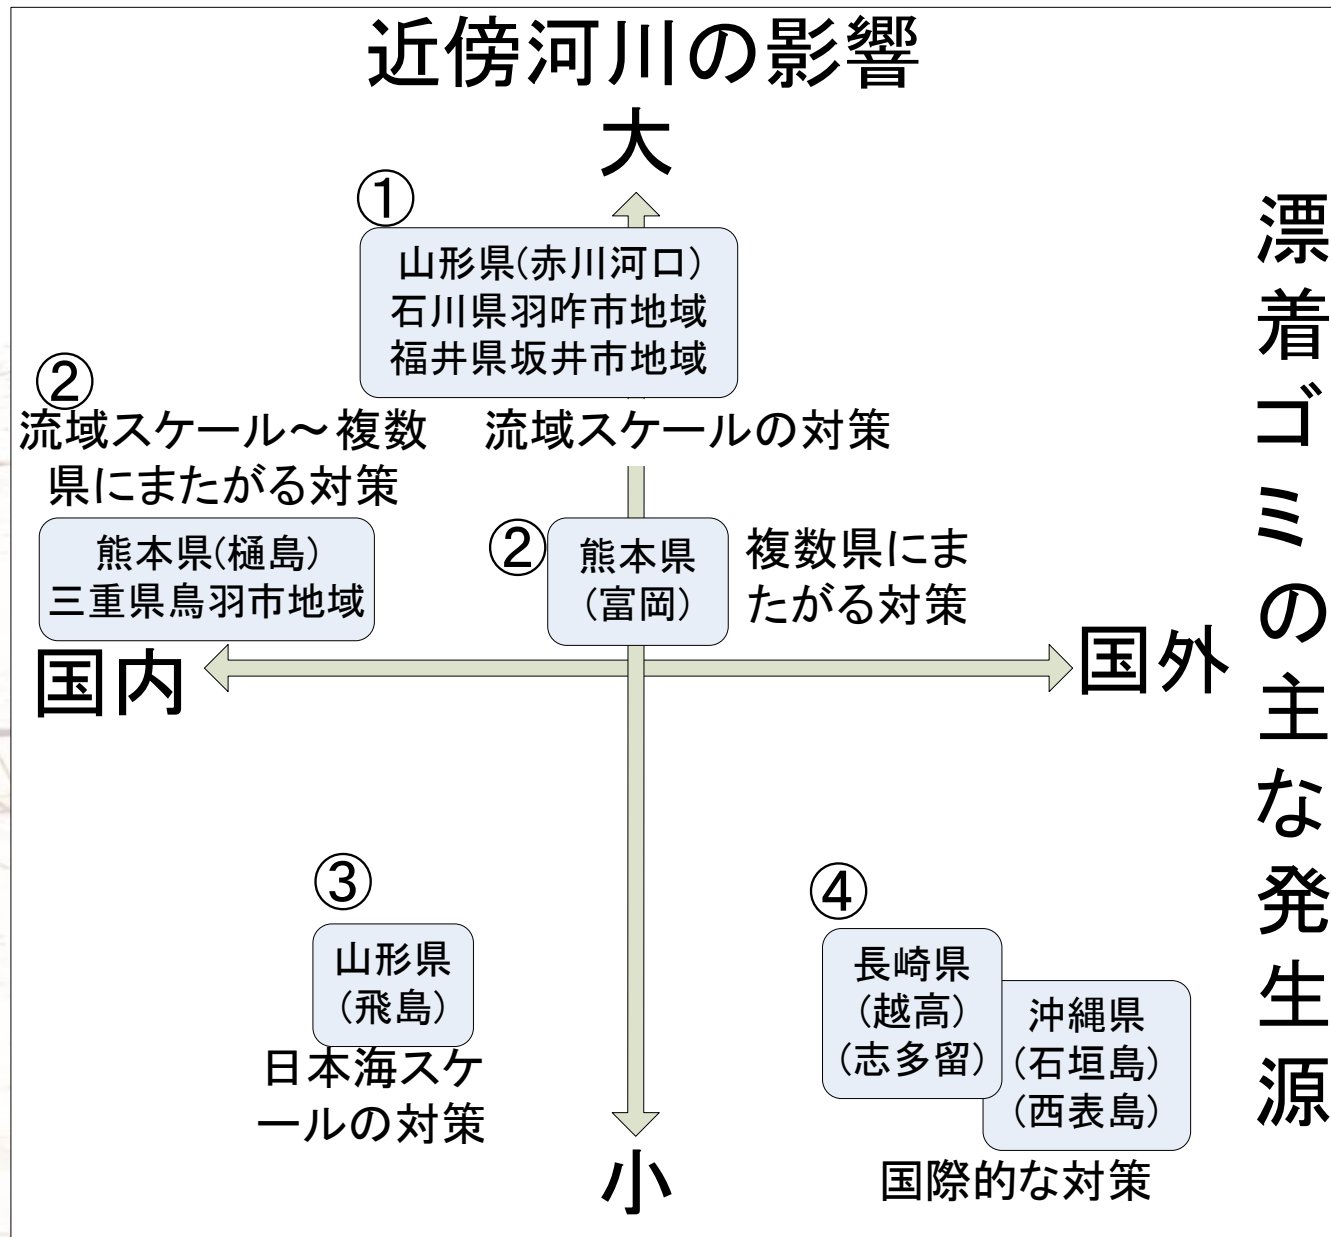 近傍河川の影響
大
①
山形県(赤川河口)
石川県羽咋市地域
福井県坂井市地域
流域スケールの対策
②
流域スケール～複数
県にまたがる対策
熊本県(樋島)
三重県鳥羽市地域
②
熊本県
(富岡)
複数県にま
たがる対策
国内
国外
漂着ゴミの主な発生源
③
山形県
(飛島)
日本海スケ
ールの対策
④
長崎県
(越高)
(志多留)
沖縄県
(石垣島)
(西表島)
国際的な対策
小